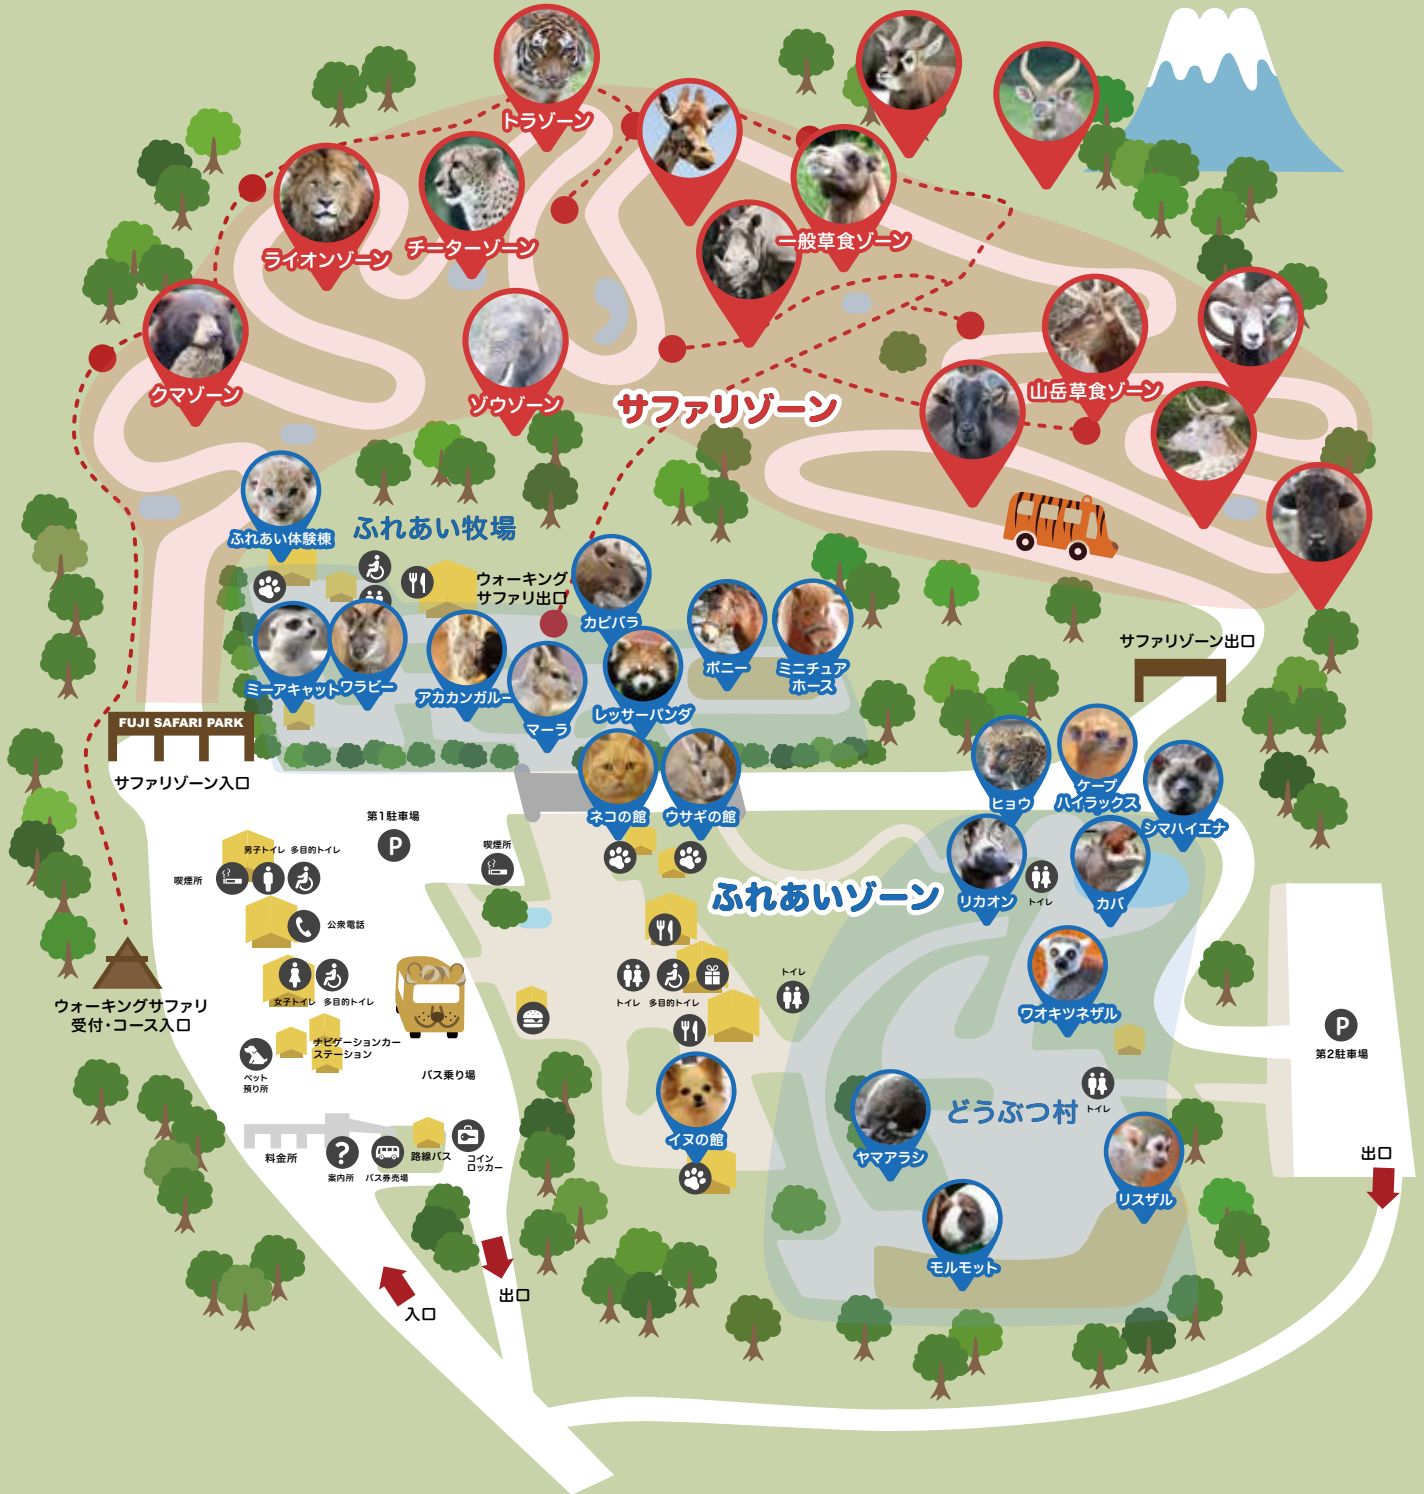 トラゾーン
ライオンゾーン
チーターゾーン
一般草食ゾーン
クマゾーン
ゾウゾーン
山岳草食ゾーン
サファリゾーン
ふれあい体験棟
ふれあい牧場
ウォーキング
サファリ出口
カピバラ
ポニー
ミニチュア
ホース
ミーアキャット
ワラビー
アカカンガルー
マーラ
レッサーパンダ
サファリゾーン出口
FUJI SAFARI PARK
サファリゾーン入口
ネコの館
ウサギの館
ヒョウ
ケープ
ハイラックス
シマハイエナ
第1駐車場
P
喫煙所
男子トイレ
多目的トイレ
喫煙所
公衆電話
ふれあいゾーン
リカオン
トイレ
カバ
女子トイレ
多目的トイレ
トイレ
多目的トイレ
トイレ
ワオキツネザル
ウォーキングサファリ
受付・コース入口
ナビゲーションカー
ステーション
ペット
預り所
バス乗り場
P
第2駐車場
イヌの館
どうぶつ村
トイレ
ヤマアラシ
料金所
?
案内所
バス券売場
路線バス
コイン
ロッカー
出口
リスザル
モルモット
入口
出口